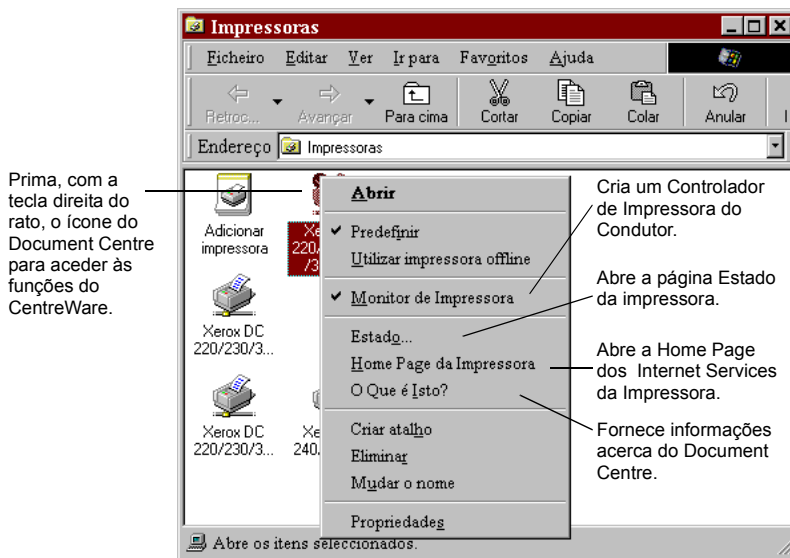 Impressoras
Ficheiro Editar Ver Ir para Favoritos Ajuda
Retroc... Avançar Para cima Cortar Copiar Colar Anular
Endereço Impressoras
Prima, com a
tecla direita do
rato, o ícone do
Document Centre
para aceder às
funções do
CentreWare.
Adicionar
impressora
Xerox DC
220/230/3...
Xerox DC
220/230/3...
Xe
220/
/3
Xe
240/
Abrir
Predefinir
Utilizar impressora offline
Monitor de Impressora
Estado...
Home Page da Impressora
O Que é Isto?
Criar atalho
Eliminar
Mudar o nome
Propriedades
Cria um Controlador
de Impressora do
Condutor.
Abre a página Estado
da impressora.
Abre a Home Page
dos Internet Services
da Impressora.
Fornece informações
acerca do Document
Centre.
Abre os itens seleccionados.